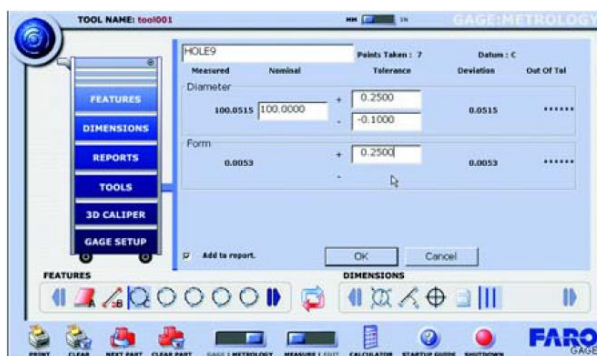 TOOL NAME: tool001
MM IN
GAGE:METROLOGY
HOLE9
Points Taken : 7
Datum : C
Measured Nominal Tolerance Deviation Out Of Tol
Diameter
100.0515 100.0000 + 0.2500 0.0515 ******
- -0.1000
Form
0.0053 + 0.2500 0.0053 ******
-
FEATURES
DIMENSIONS
REPORTS
TOOLS
3D CALIPER
GAGE SETUP
Add to report.
OK
Cancel
FEATURES
DIMENSIONS
A
B
PRINT
CLEAR
NEXT PART
CLEAR PART
GAGE | METROLOGY
MEASURE | EDIT
CALCULATOR
STARTUP GUIDE
SHUTDOWN
FARO
GAGE